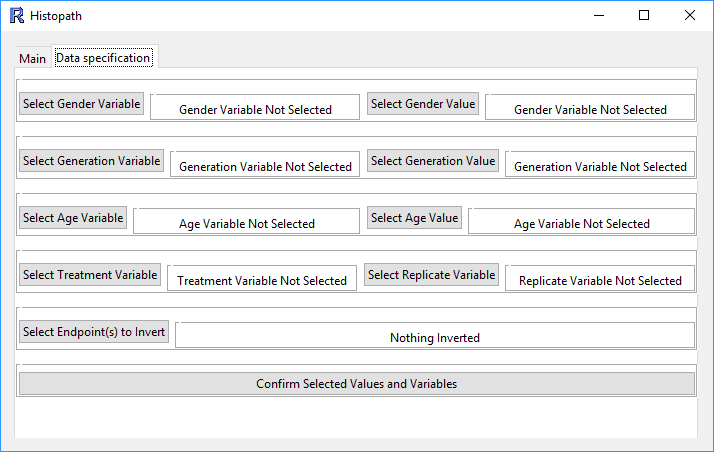 Histopath
Main Data specification
Select Gender Variable Gender Variable Not Selected Select Gender Value Gender Variable Not Selected
Select Generation Variable Generation Variable Not Selected Select Generation Value Generation Variable Not Selected
Select Age Variable Age Variable Not Selected Select Age Value Age Variable Not Selected
Select Treatment Variable Treatment Variable Not Selected Select Replicate Variable Replicate Variable Not Selected
Select Endpoint(s) to Invert Nothing Inverted
Confirm Selected Values and Variables